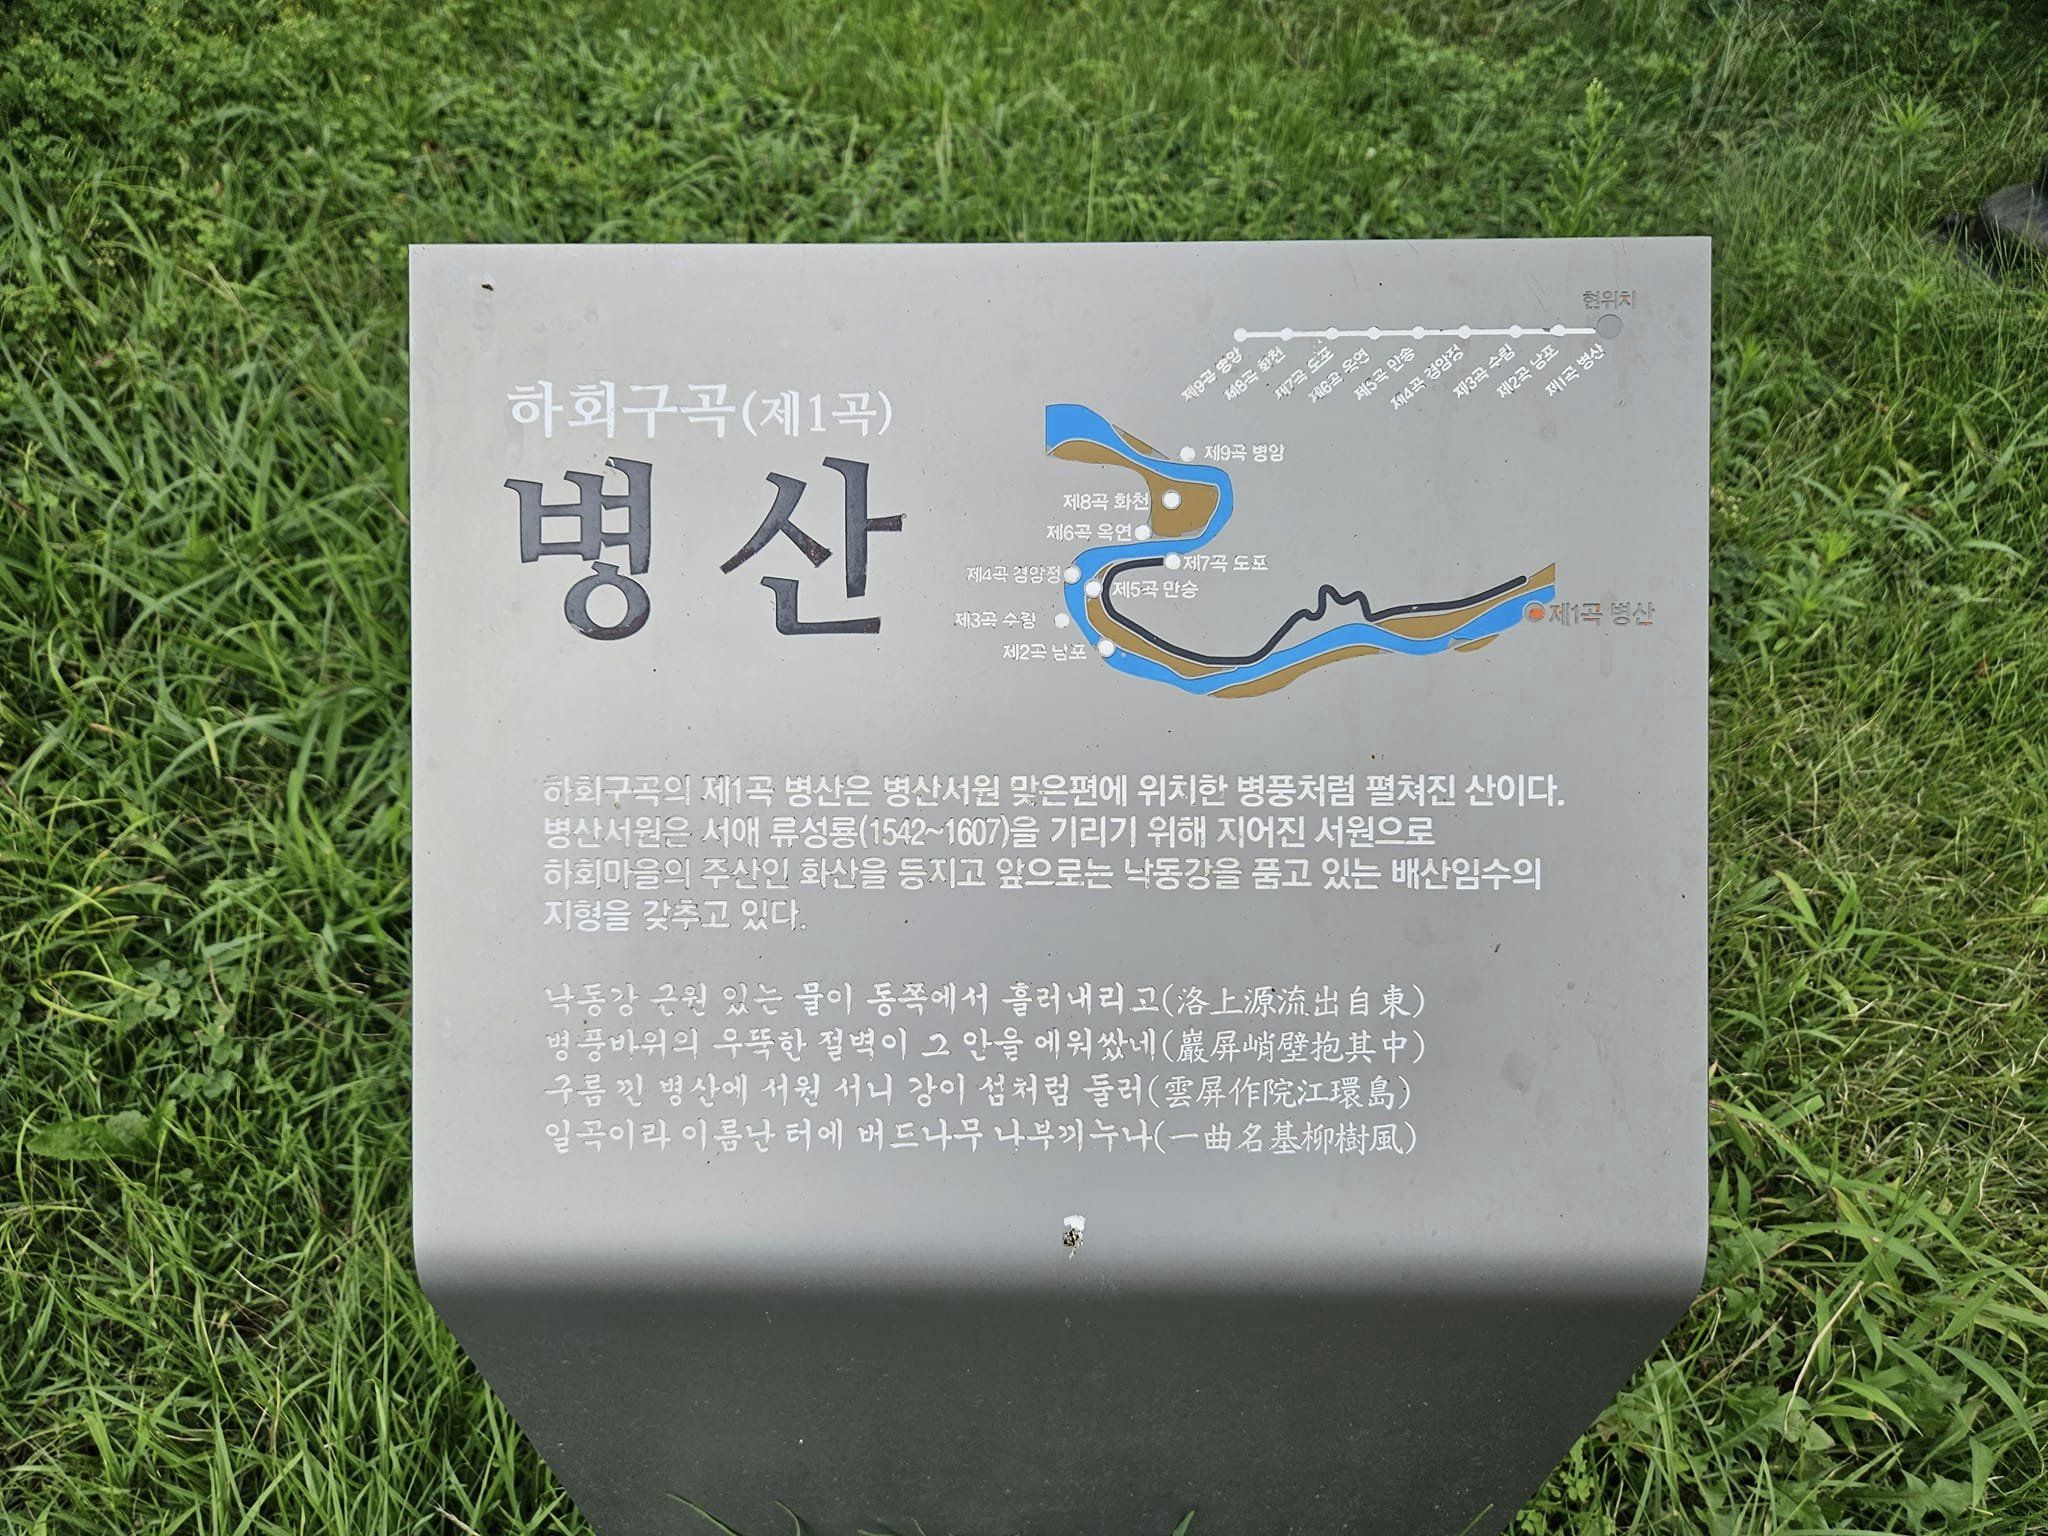 현위치
제9곡 병암
제8곡 화천
제7곡 도포
제6곡 옥연
제5곡 만송
제4곡 겸암정
제3곡 수림
제2곡 남포
제1곡 병산
하회구곡(제1곡)
병산
제9곡 병암
제8곡 화천
제6곡 옥연
제7곡 도포
제4곡 겸암정
제5곡 만송
제3곡 수림
제1곡 병산
제2곡 남포
하회구곡의 제1곡 병산은 병산서원 맞은편에 위치한 병풍처럼 펼쳐진 산이다.
병산서원은 서애 류성룡(1542~1607)을 기리기 위해 지어진 서원으로
하회마을의 주산인 화산을 등지고 앞으로는 낙동강을 품고 있는 배산임수의
지형을 갖추고 있다.
낙동강 근원 있는 물이 동쪽에서 흘러내리고(洛上源流出自東)
병풍바위의 우뚝한 절벽이 그 안을 에워쌌네(巖屛峭壁抱其中)
구름 낀 병산에 서원 서니 강이 섬처럼 둘러(雲屛作院江環島)
일곡이라 이름난 터에 버드나무 나부끼누나(一曲名基柳樹風)